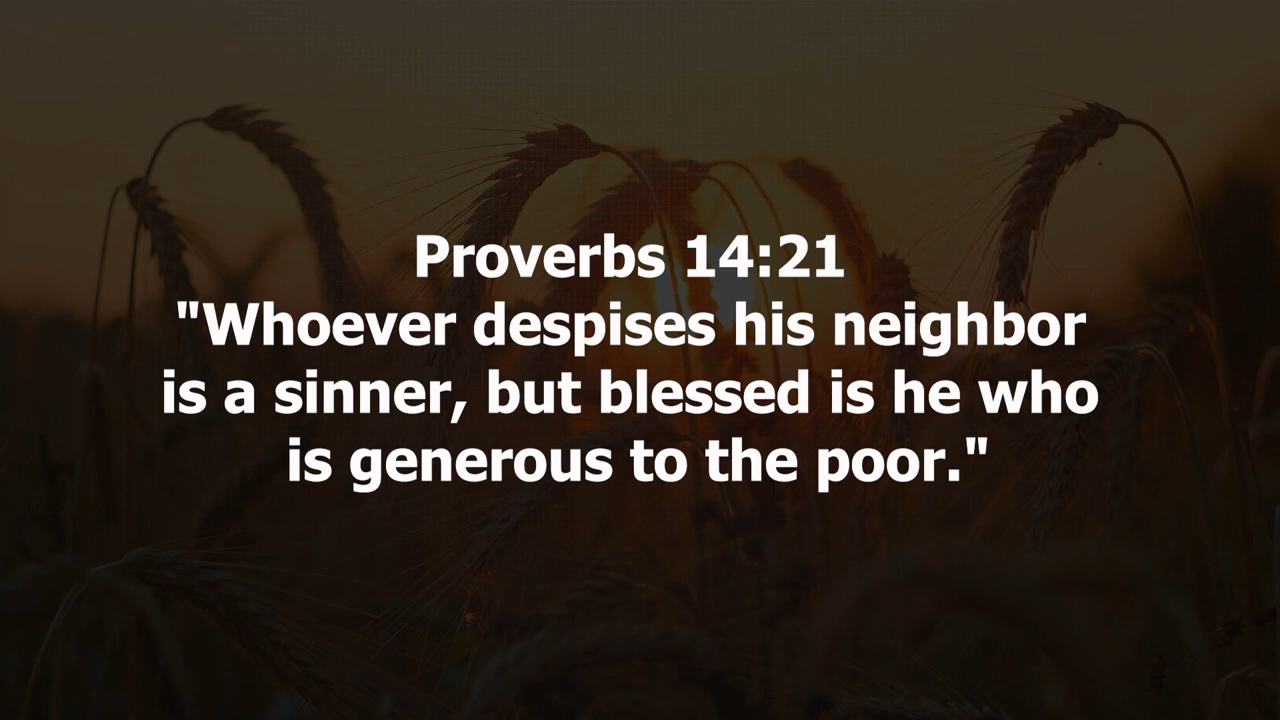 Proverbs 14:21
"Whoever despises his neighbor
is a sinner, but blessed is he who
is generous to the poor."